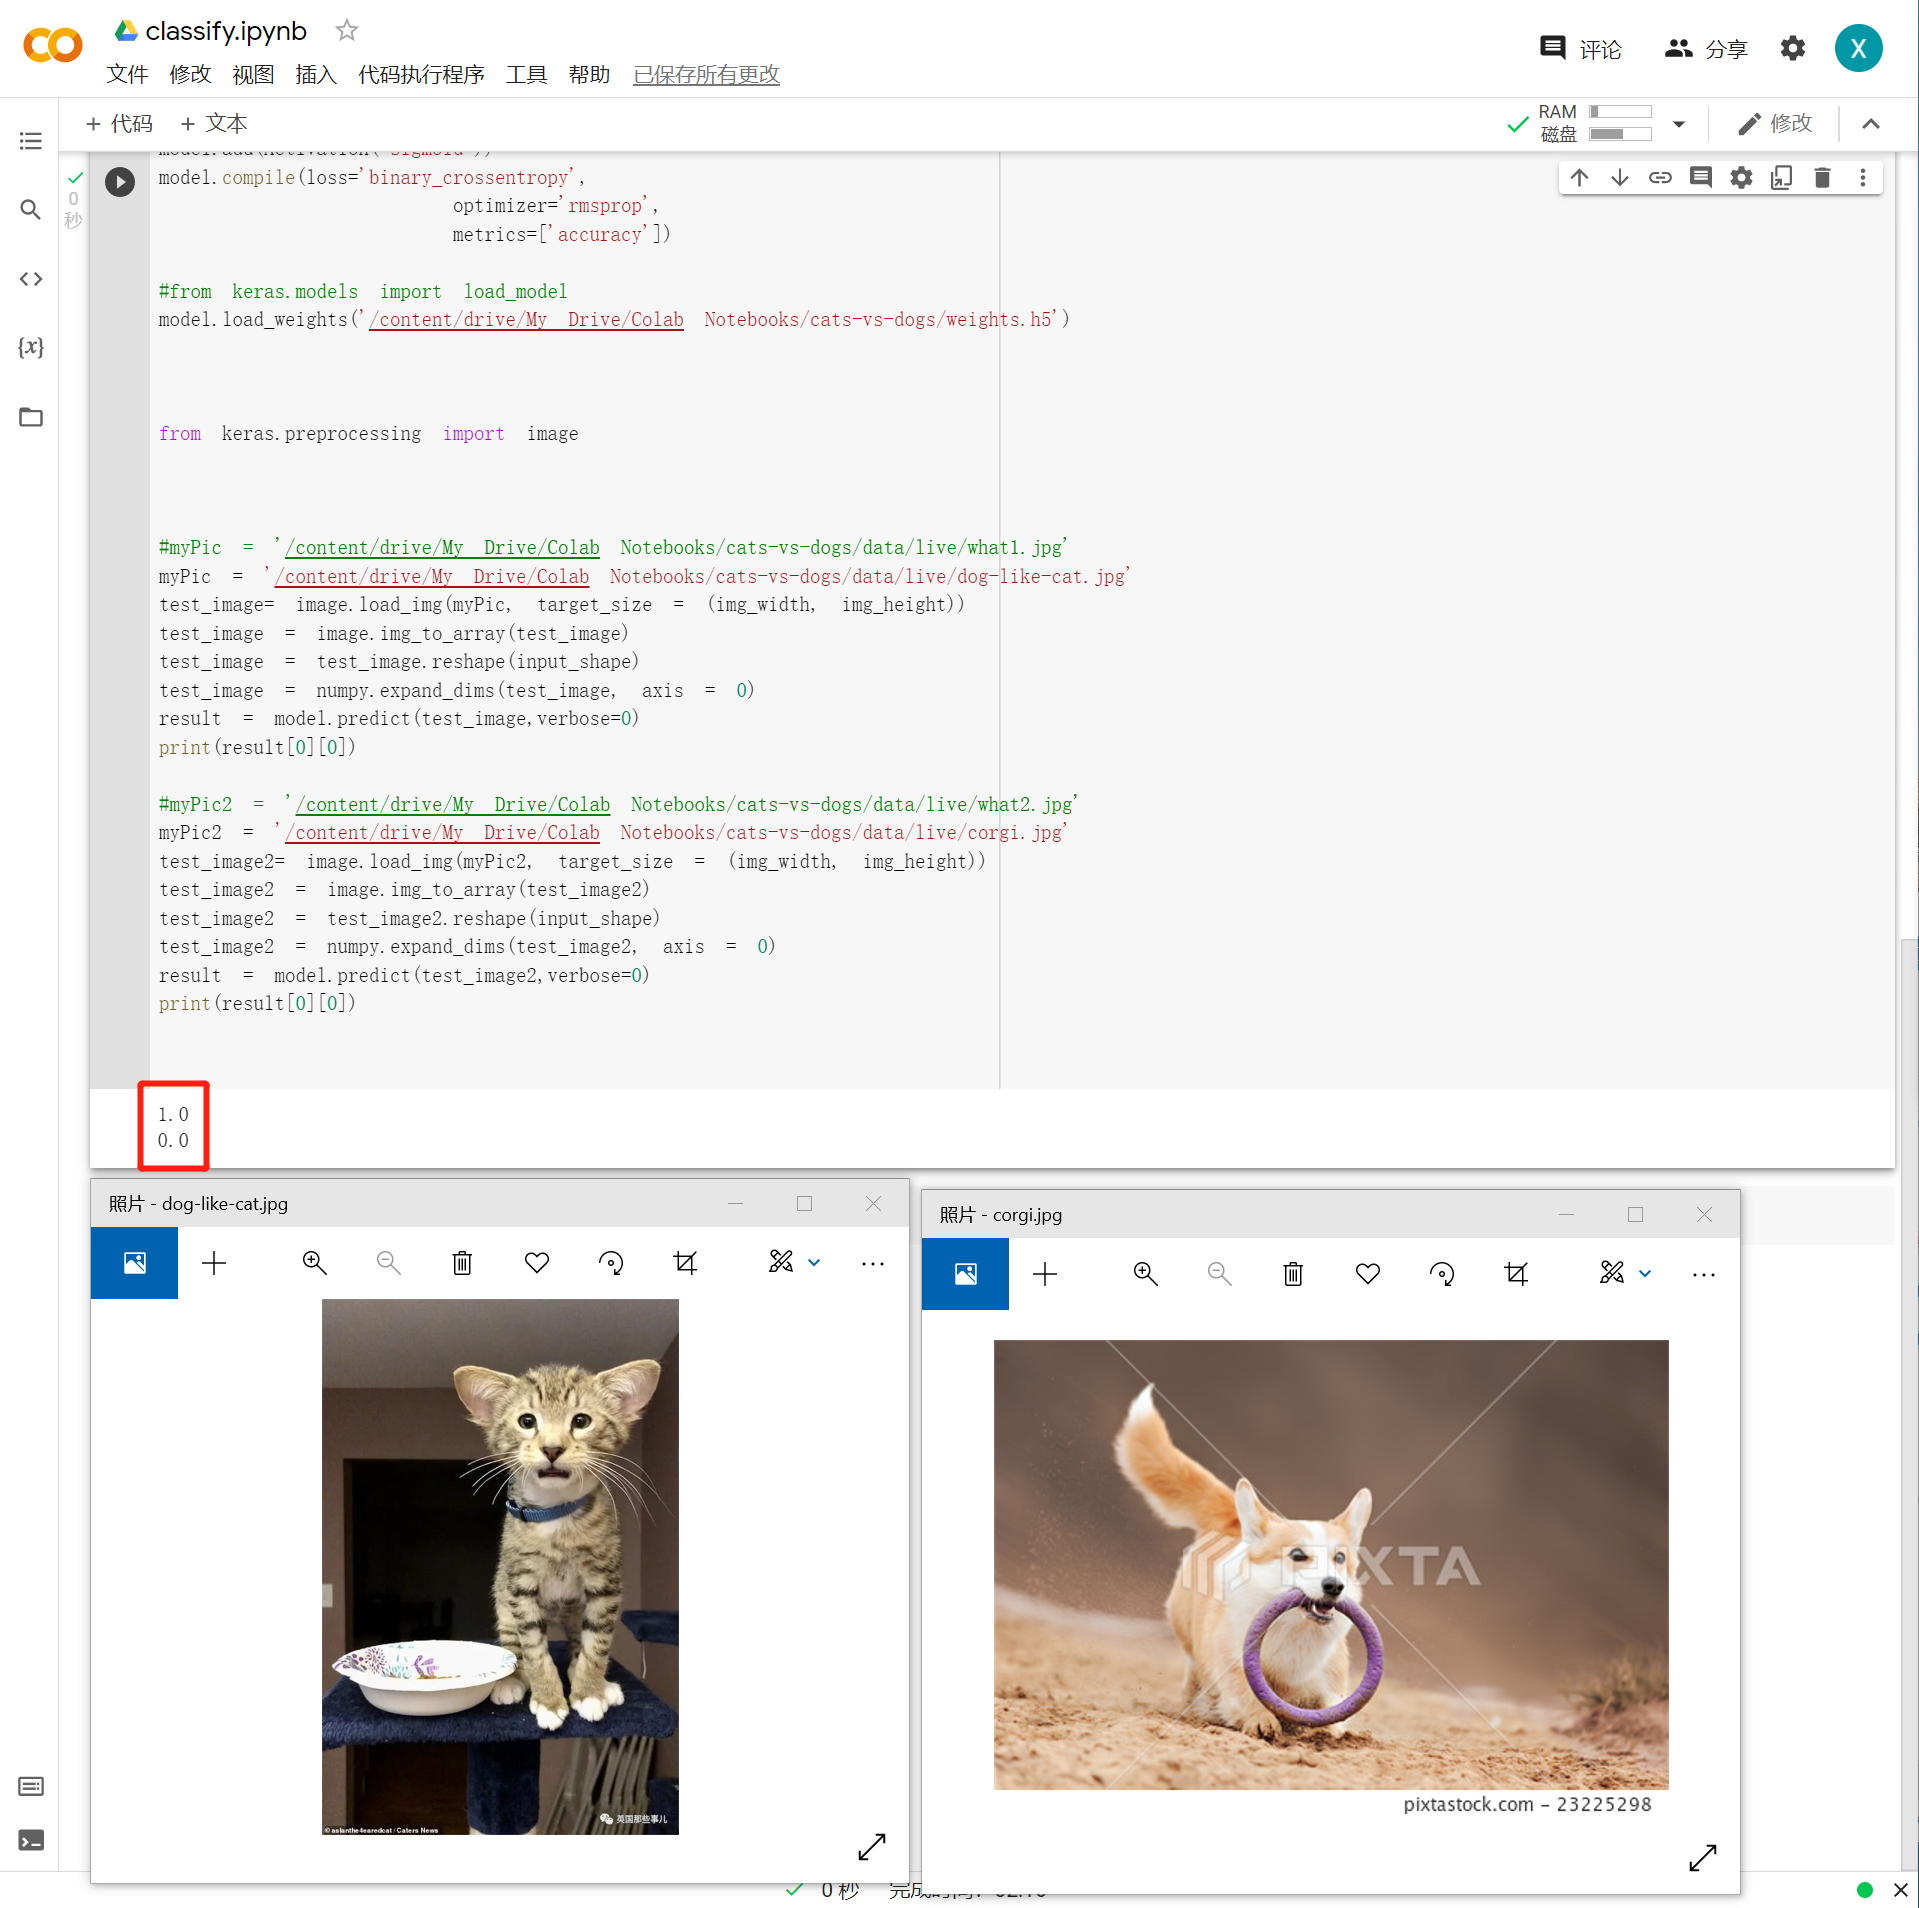 classify.ipynb
文件 修改 视图 插入 代码执行程序 工具 帮助 已保存所有更改
评论 分享 X
+ 代码 + 文本
RAM
磁盘
修改
0
秒
model.compile(loss='binary_crossentropy',
optimizer='rmsprop',
metrics=['accuracy'])
#from keras.models import load_model
model.load_weights('/content/drive/My Drive/Colab Notebooks/cats-vs-dogs/weights.h5')
from keras.preprocessing import image
#myPic = '/content/drive/My Drive/Colab Notebooks/cats-vs-dogs/data/live/what1.jpg'
myPic = '/content/drive/My Drive/Colab Notebooks/cats-vs-dogs/data/live/dog-like-cat.jpg'
test_image= image.load_img(myPic, target_size = (img_width, img_height))
test_image = image.img_to_array(test_image)
test_image = test_image.reshape(input_shape)
test_image = numpy.expand_dims(test_image, axis = 0)
result = model.predict(test_image,verbose=0)
print(result[0][0])
#myPic2 = '/content/drive/My Drive/Colab Notebooks/cats-vs-dogs/data/live/what2.jpg'
myPic2 = '/content/drive/My Drive/Colab Notebooks/cats-vs-dogs/data/live/corgi.jpg'
test_image2= image.load_img(myPic2, target_size = (img_width, img_height))
test_image2 = image.img_to_array(test_image2)
test_image2 = test_image2.reshape(input_shape)
test_image2 = numpy.expand_dims(test_image2, axis = 0)
result = model.predict(test_image2,verbose=0)
print(result[0][0])
1.0
0.0
照片 - dog-like-cat.jpg
照片 - corgi.jpg
PIXTA
pixtastock.com - 23225298
英国那些事儿
© aslanthe4earedcat / Caters News
0 秒